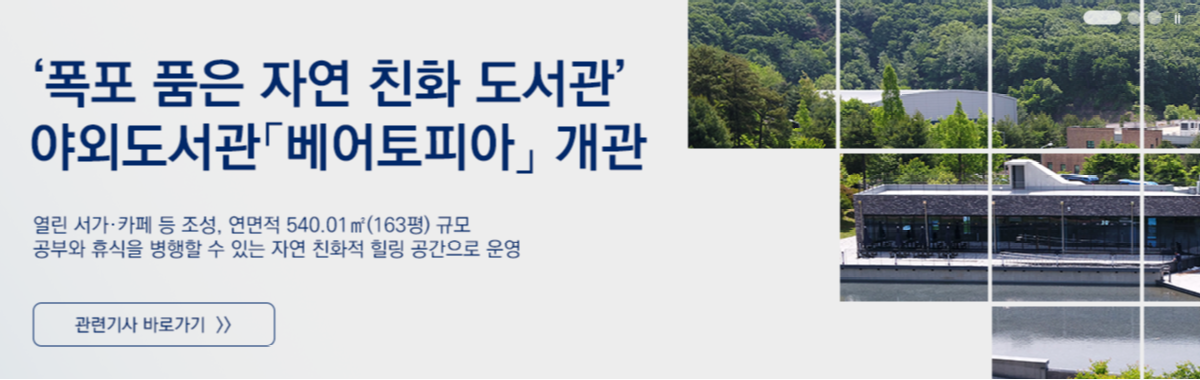 ‘폭포 품은 자연 친화 도서관’
야외도서관「베어토피아」 개관
열린 서가·카페 등 조성, 연면적 540.01㎡(163평) 규모
공부와 휴식을 병행할 수 있는 자연 친화적 힐링 공간으로 운영
관련기사 바로가기 》